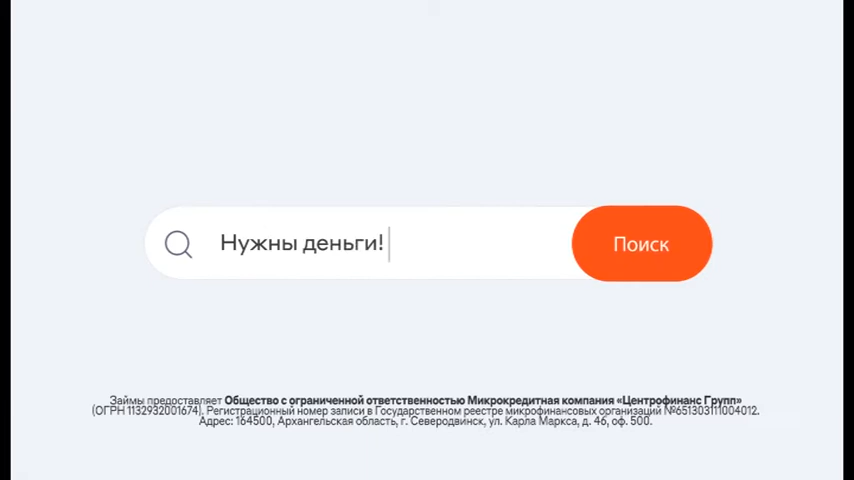 Нужны деньги!
Поиск
Займы предоставляет Общество с ограниченной ответственностью Микрокредитная компания «Центрофинанс Групп»
(ОГРН 1132932001674). Регистрационный номер записи в Государственном реестре микрофинансовых организаций №651303111004012.
Адрес: 164500, Архангельская область, г. Северодвинск, ул. Карла Маркса, д. 46, оф. 500.